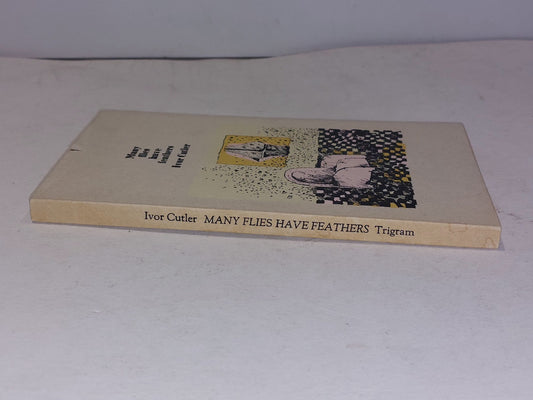 Many
flies
have
feathers
Ivor Cutler
Ivor Cutler MANY FLIES HAVE FEATHERS Trigram